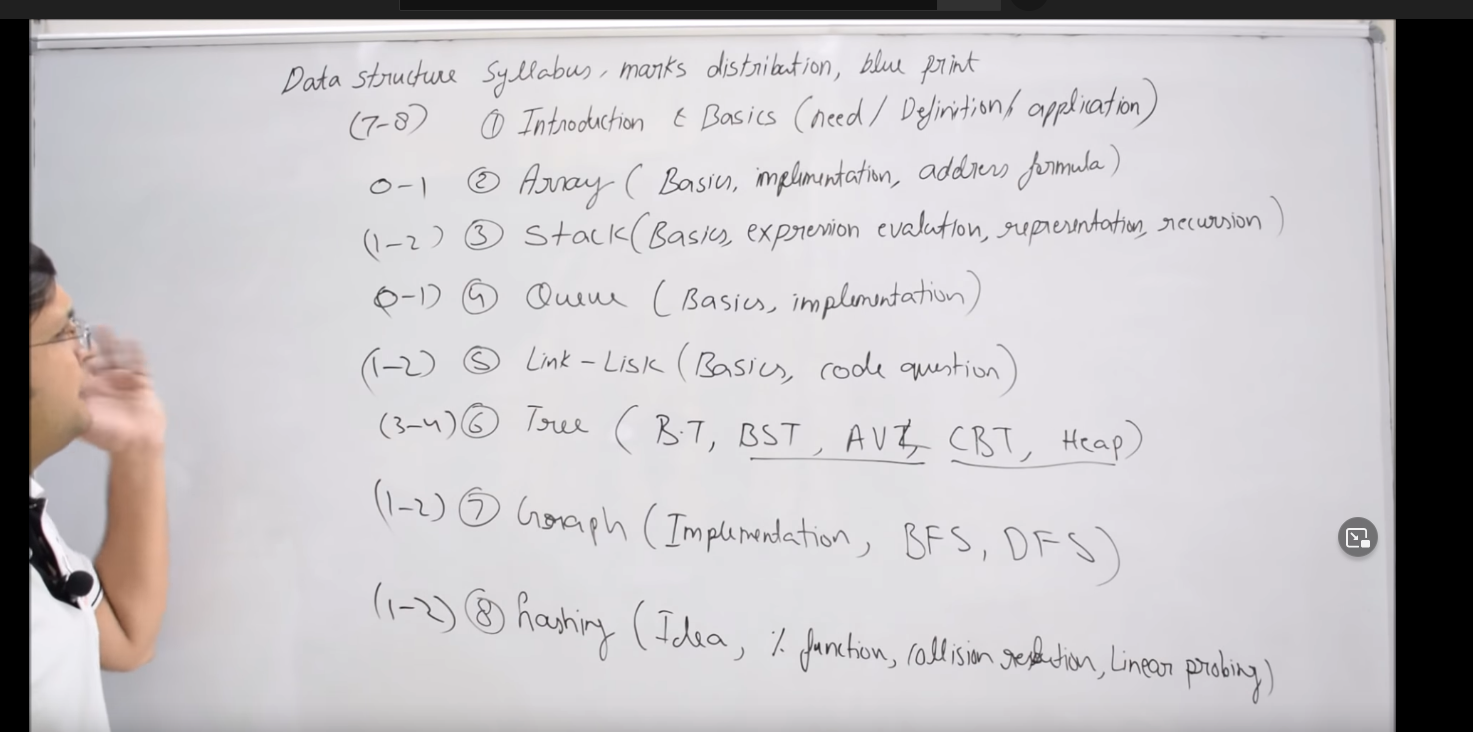 Data structure Syllabus, marks distribution, blue print
(7-8) ① Introduction & Basics (need / Definition / application)
0-1 ② Array ( Basics, implementation, address formula)
(1-2) ③ Stack (Basics, expression evalution, representation, recursion)
0-1) ④ Queue (Basics, implementation)
(1-2) ⑤ Link-List (Basics, code question)
(3-4) ⑥ Tree ( B.T, BST, AVL, CBT, Heap)
(1-2) ⑦ Graph (Implementation, BFS, DFS)
(1-2) ⑧ hashing (Idea, % function, collision resolution, Linear probing)